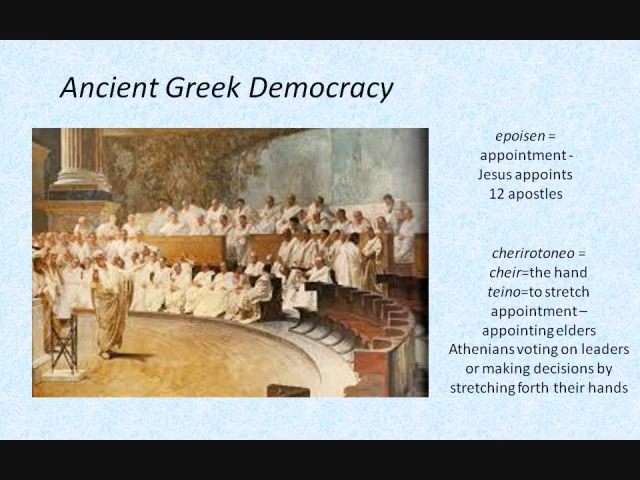 Ancient Greek Democracy
epoisen =
appointment -
Jesus appoints
12 apostles
cherirotoneo =
cheir=the hand
teino=to stretch
appointment –
appointing elders
Athenians voting on leaders
or making decisions by
stretching forth their hands